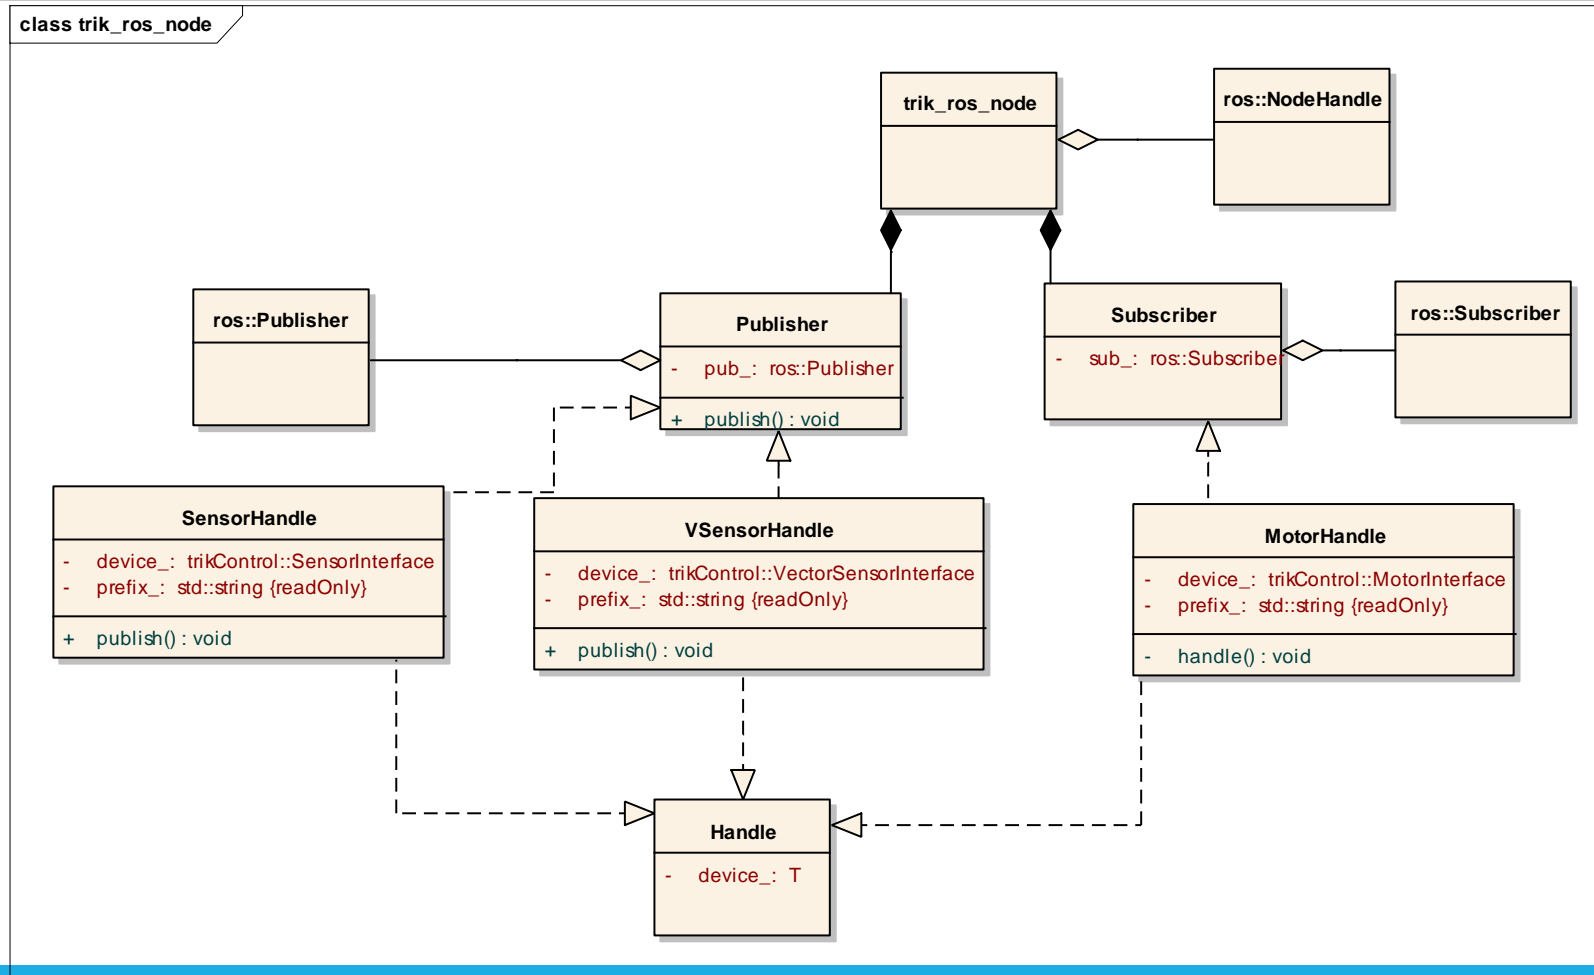 class trik_ros_node
trik_ros_node
ros::NodeHandle
ros::Publisher
Publisher
- pub_: ros::Publisher
+ publish() : void
Subscriber
- sub_: ros::Subscriber
ros::Subscriber
SensorHandle
- device_: trikControl::SensorInterface
- prefix_: std::string {readOnly}
+ publish() : void
VSensorHandle
- device_: trikControl::VectorSensorInterface
- prefix_: std::string {readOnly}
+ publish() : void
MotorHandle
- device_: trikControl::MotorInterface
- prefix_: std::string {readOnly}
- handle() : void
Handle
- device_: T